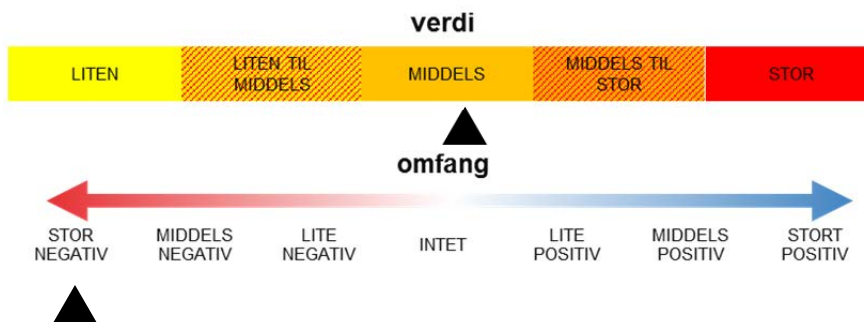 verdi
LITEN
LITEN TIL
MIDDELS
MIDDELS
MIDDELS TIL
STOR
STOR
omfang
STOR
NEGATIV
MIDDELS
NEGATIV
LITE
NEGATIV
INTET
LITE
POSITIV
MIDDELS
POSITIV
STORT
POSITIV